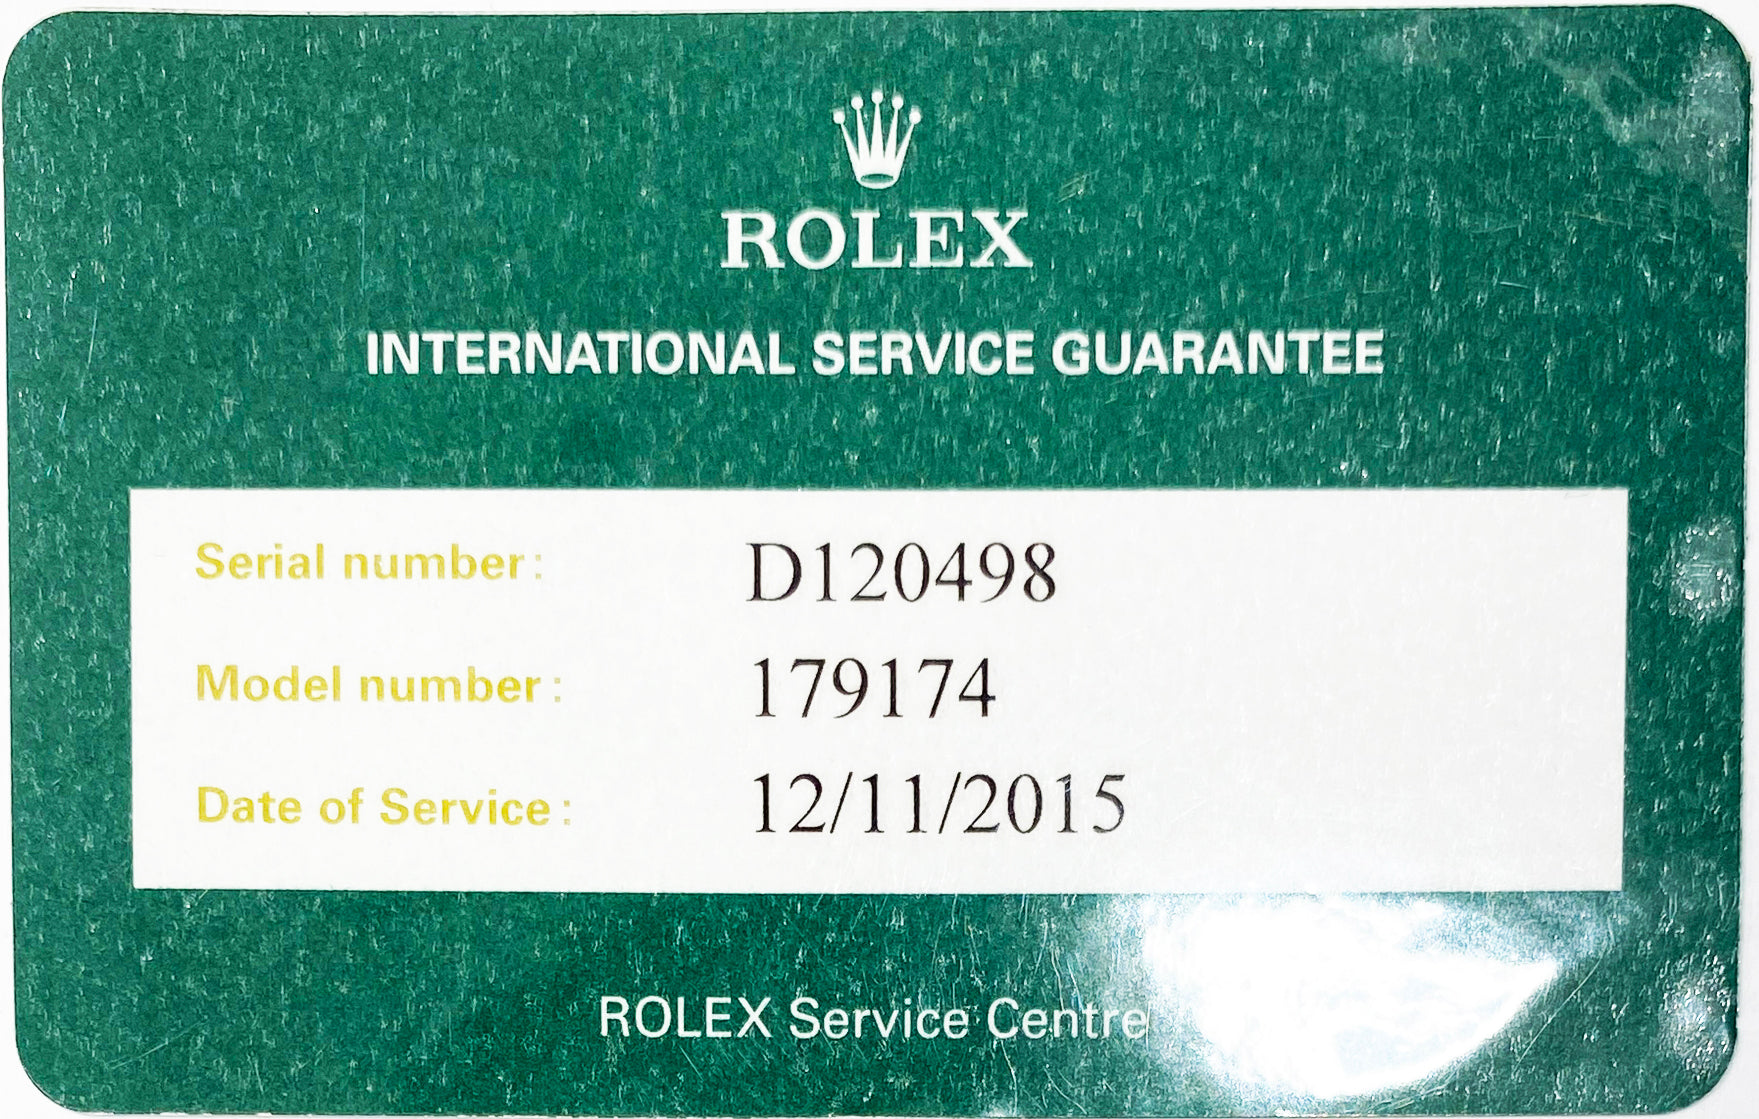 ROLEX
INTERNATIONAL SERVICE GUARANTEE
Serial number: D120498
Model number: 179174
Date of Service: 12/11/2015
ROLEX Service Centre